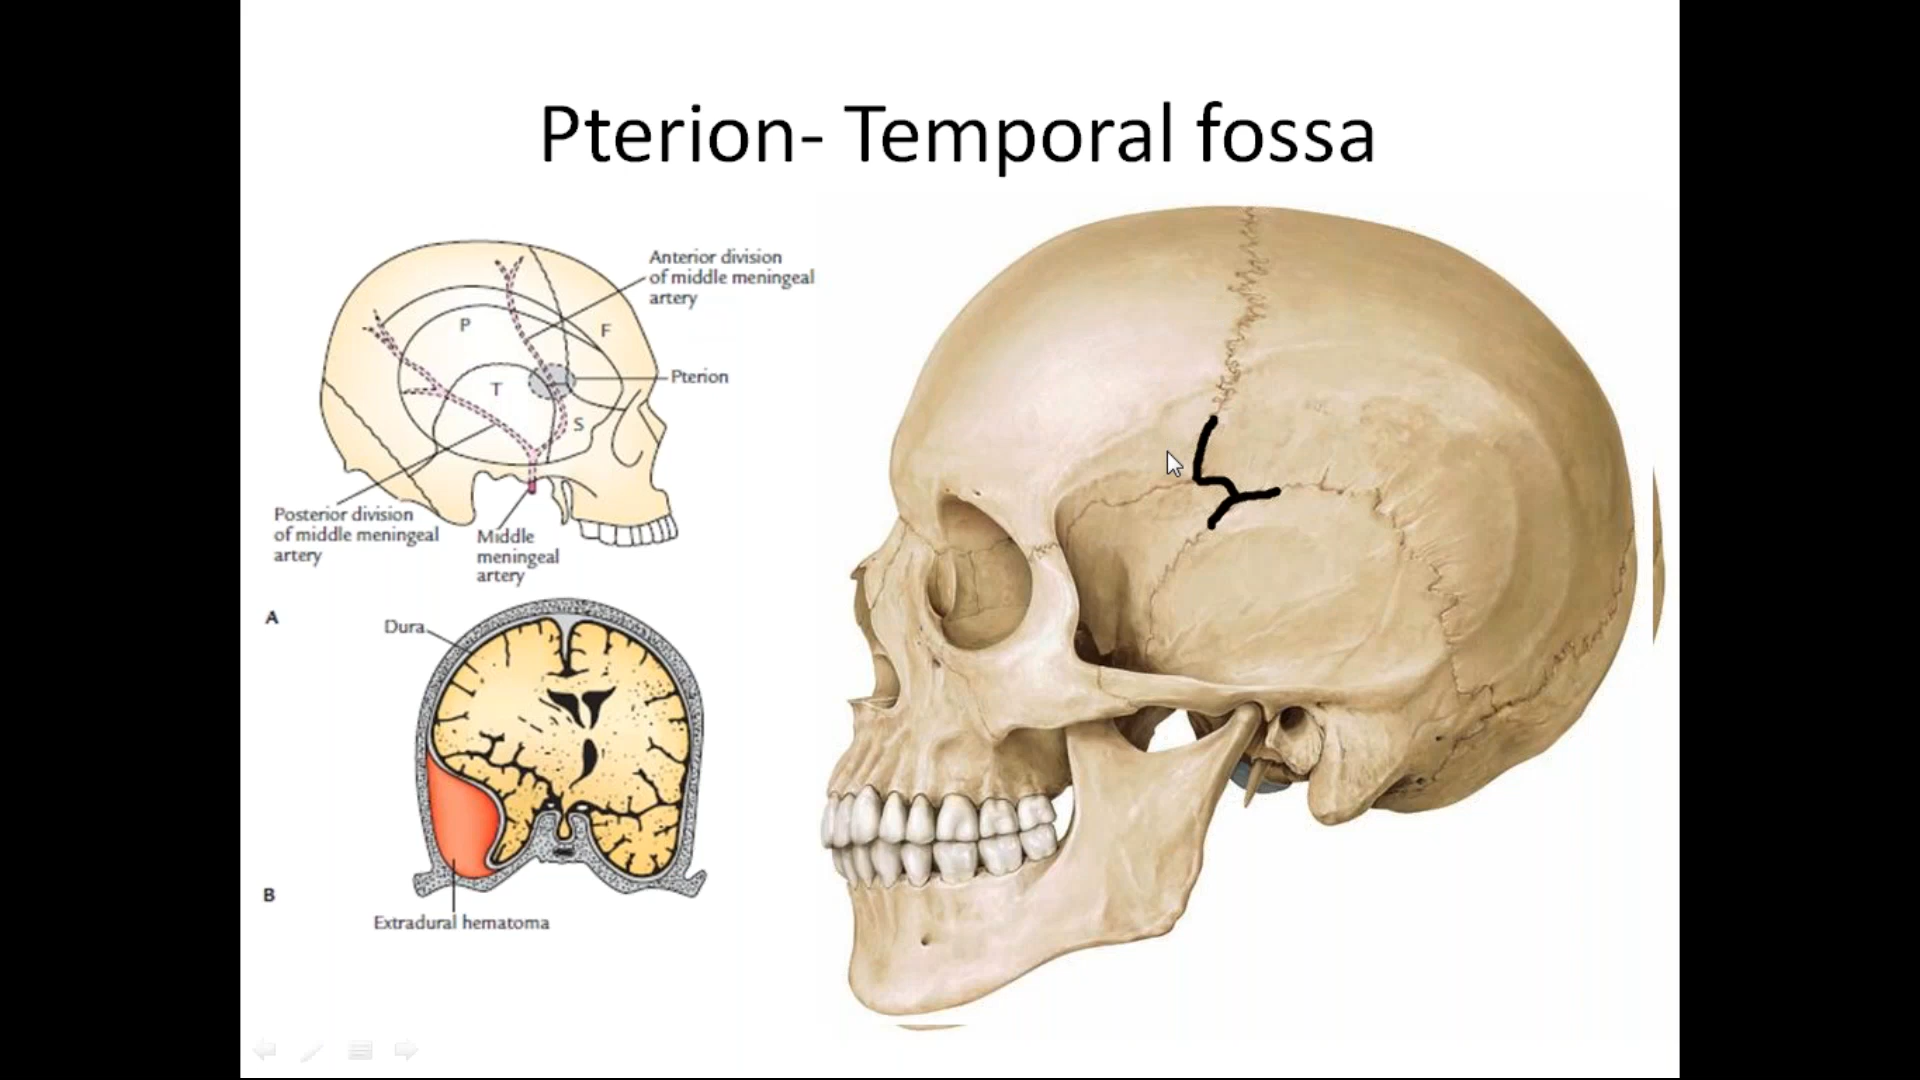 Pterion- Temporal fossa
Anterior division
of middle meningeal
artery
P
F
Pterion
T
S
Posterior division
of middle meningeal
artery
Middle
meningeal
artery
A
Dura
B
Extradural hematoma